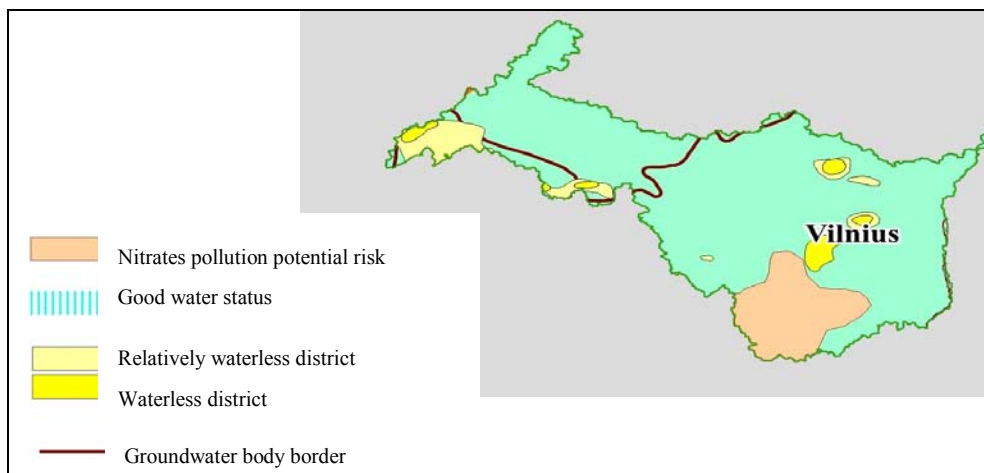 Vilnius
Nitrates pollution potential risk
Good water status
Relatively waterless district
Waterless district
Groundwater body border